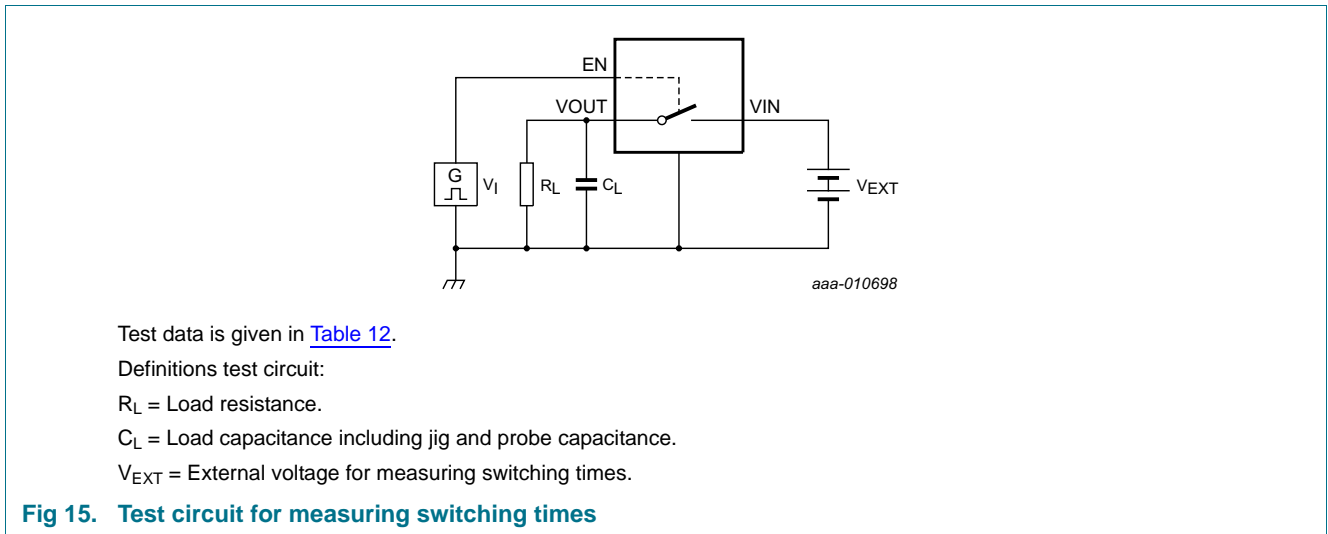 EN
VOUT
VIN
G
VI
RL
CL
VEXT
aaa-010698
Test data is given in Table 12.
Definitions test circuit:
RL = Load resistance.
CL = Load capacitance including jig and probe capacitance.
VEXT = External voltage for measuring switching times.
Fig 15. Test circuit for measuring switching times